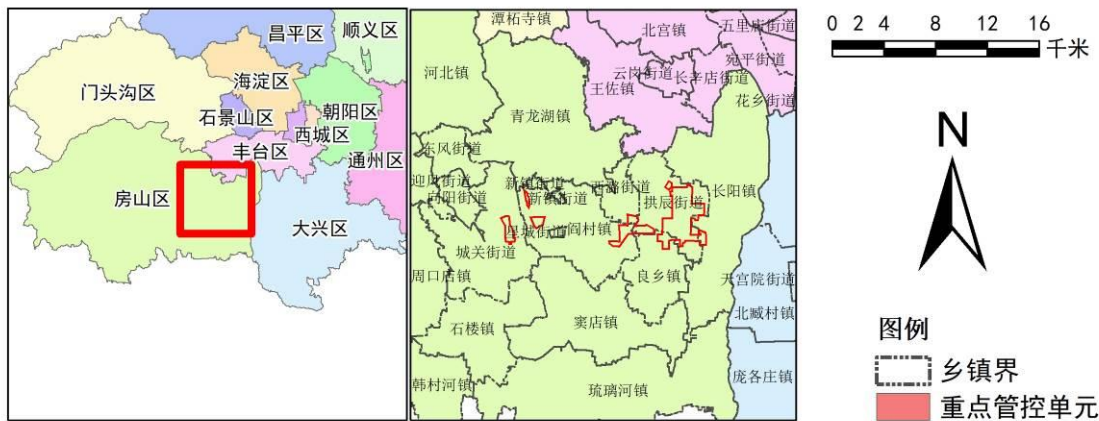 昌平区
顺义区
门头沟区
海淀区
石景山区
朝阳区
西城区
丰台区
通州区
房山区
大兴区
潭柘寺镇
北宫镇
五里店街道
宛平街道
河北镇
云岗街道
长辛店街道
王佐镇
花乡街道
青龙湖镇
东风街道
迎风街道
向阳街道
新镇街道
新镇街道
西潞街道
长阳镇
拱辰街道
星城街道
阎村镇
城关街道
周口店镇
良乡镇
天宫院街道
北臧村镇
石楼镇
窦店镇
韩村河镇
琉璃河镇
庞各庄镇
0 2 4 8 12 16
千米
N
图例
乡镇界
重点管控单元